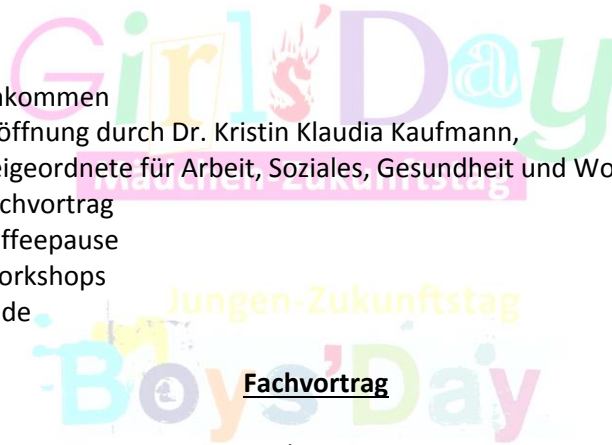 Girls'Day
nkommen
öffnung durch Dr. Kristin Klaudia Kaufmann,
eigeordnete für Arbeit, Soziales, Gesundheit und Wo
Mädchen-Zukunftstag
chvortrag
ffeepause
orkshops
de
Jungen-Zukunftstag
Boys'Day
Fachvortrag